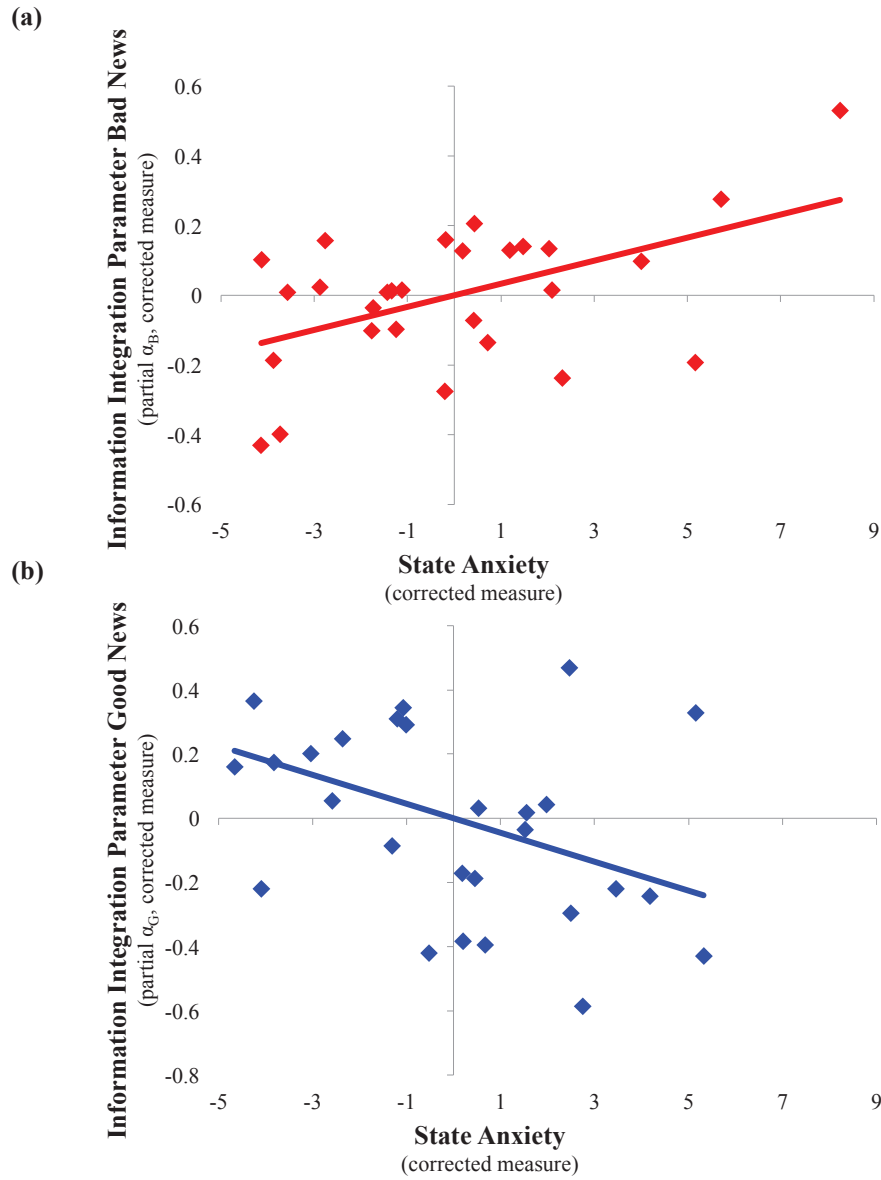 (a)
Information Integration Parameter Bad News
(partial α_B, corrected measure)
0.6
0.4
0.2
0
-0.2
-0.4
-0.6
-5 -3 -1 1 3 5 7 9
State Anxiety
(corrected measure)
(b)
Information Integration Parameter Good News
(partial α_G, corrected measure)
0.6
0.4
0.2
0
-0.2
-0.4
-0.6
-0.8
-5 -3 -1 1 3 5 7 9
State Anxiety
(corrected measure)